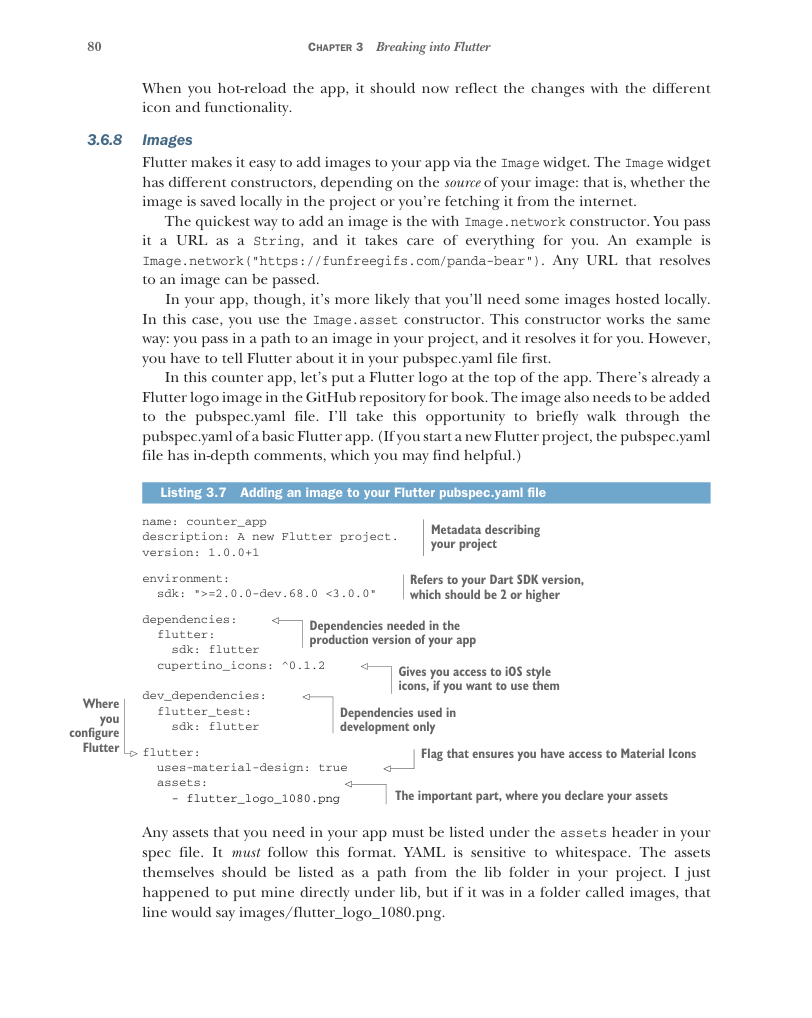 80
CHAPTER 3 Breaking into Flutter
When you hot-reload the app, it should now reflect the changes with the different
icon and functionality.
3.6.8 Images
Flutter makes it easy to add images to your app via the Image widget. The Image widget
has different constructors, depending on the source of your image: that is, whether the
image is saved locally in the project or you're fetching it from the internet.
The quickest way to add an image is the with Image.network constructor. You pass
it a URL as a String, and it takes care of everything for you. An example is
Image.network("https://funfreegifs.com/panda-bear"). Any URL that resolves
to an image can be passed.
In your app, though, it's more likely that you'll need some images hosted locally.
In this case, you use the Image.asset constructor. This constructor works the same
way: you pass in a path to an image in your project, and it resolves it for you. However,
you have to tell Flutter about it in your pubspec.yaml file first.
In this counter app, let's put a Flutter logo at the top of the app. There's already a
Flutter logo image in the GitHub repository for book. The image also needs to be added
to the pubspec.yaml file. I'll take this opportunity to briefly walk through the
pubspec.yaml of a basic Flutter app. (If you start a new Flutter project, the pubspec.yaml
file has in-depth comments, which you may find helpful.)
Listing 3.7 Adding an image to your Flutter pubspec.yaml file
name: counter_app
description: A new Flutter project.
version: 1.0.0+1
Metadata describing
your project
environment:
sdk: ">=2.0.0-dev.68.0 <3.0.0"
Refers to your Dart SDK version,
which should be 2 or higher
dependencies:
flutter:
sdk: flutter
cupertino_icons: ^0.1.2
Dependencies needed in the
production version of your app
Gives you access to iOS style
icons, if you want to use them
dev_dependencies:
flutter_test:
sdk: flutter
Dependencies used in
development only
Where
you
configure
Flutter
flutter:
uses-material-design: true
assets:
- flutter_logo_1080.png
Flag that ensures you have access to Material Icons
The important part, where you declare your assets
Any assets that you need in your app must be listed under the assets header in your
spec file. It must follow this format. YAML is sensitive to whitespace. The assets
themselves should be listed as a path from the lib folder in your project. I just
happened to put mine directly under lib, but if it was in a folder called images, that
line would say images/flutter_logo_1080.png.